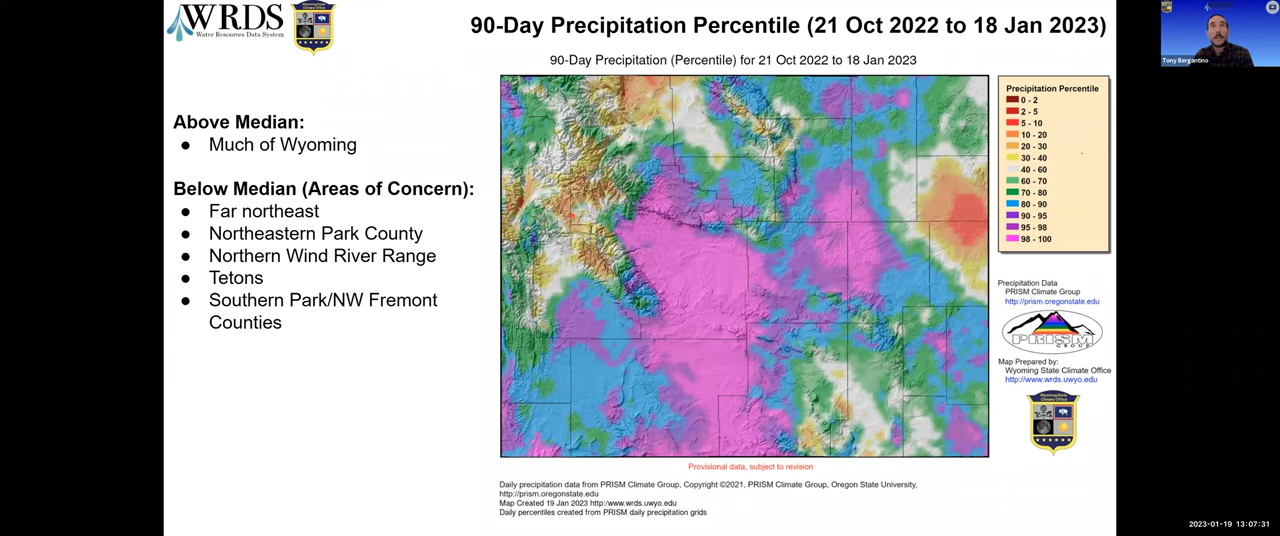 WRDS
Water Resources Data System
90-Day Precipitation Percentile (21 Oct 2022 to 18 Jan 2023)
90-Day Precipitation (Percentile) for 21 Oct 2022 to 18 Jan 2023
Tony Bergantino
Above Median:
● Much of Wyoming
Below Median (Areas of Concern):
● Far northeast
● Northeastern Park County
● Northern Wind River Range
● Tetons
● Southern Park/NW Fremont
Counties
Precipitation Percentile
0 - 2
2 - 5
5 - 10
10 - 20
20 - 30
30 - 40
40 - 60
60 - 70
70 - 80
80 - 90
90 - 95
95 - 98
98 - 100
Precipitation Data
PRISM Climate Group
http://prism.oregonstate.edu
PRISM
GROUP
Map Prepared by:
Wyoming State Climate Office
http://www.wrds.uwyo.edu
Wyoming State
Climate Office
Provisional data, subject to revision
Daily precipitation data from PRISM Climate Group, Copyright ©2021, PRISM Climate Group, Oregon State University,
http://prism.oregonstate.edu
Map Created 19 Jan 2023 http:/www.wrds.uwyo.edu
Daily percentiles created from PRISM daily precipitation grids
2023-01-19 13:07:31